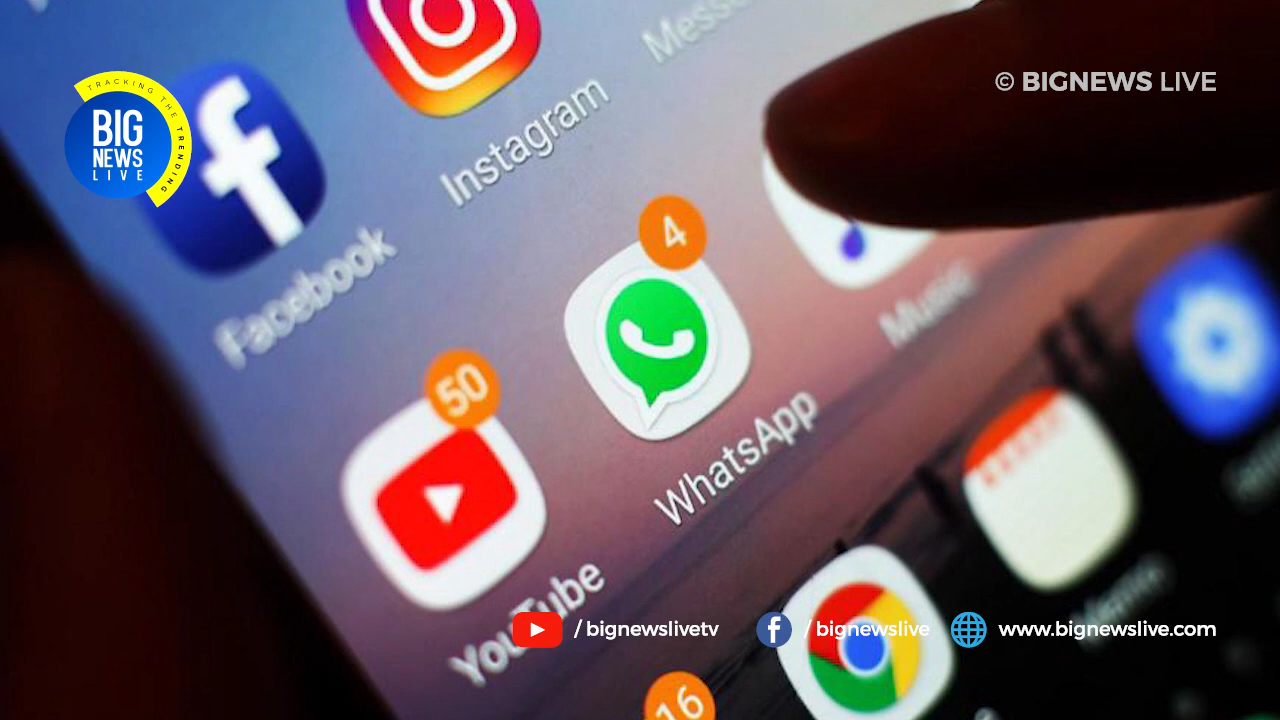 TRACKING THE TRENDING
BIG
NEWS
LIVE
© BIGNEWS LIVE
Instagram
Facebook
4
Music
50
WhatsApp
YouTube
16
/ bignewslivetv
/ bignewslive
www.bignewslive.com